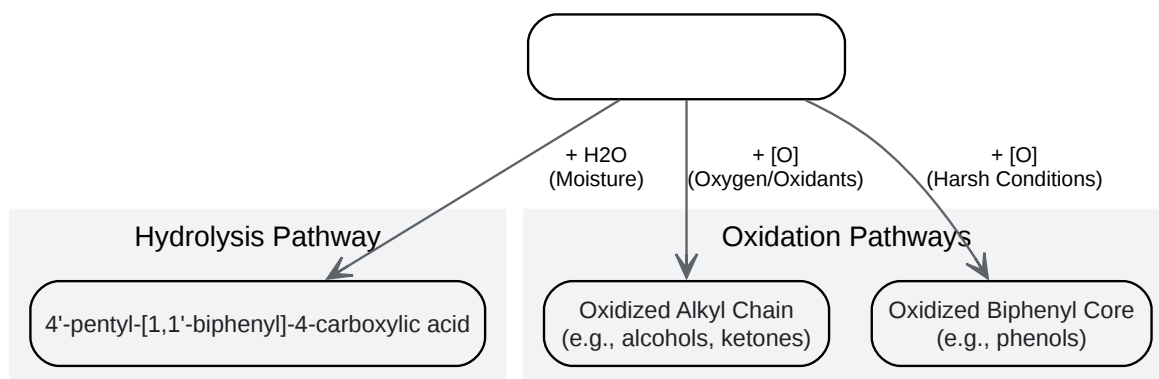 + H2O
(Moisture)
+ [O]
(Oxygen/Oxidants)
+ [O]
(Harsh Conditions)
Hydrolysis Pathway
Oxidation Pathways
4'-pentyl-[1,1'-biphenyl]-4-carboxylic acid
Oxidized Alkyl Chain
(e.g., alcohols, ketones)
Oxidized Biphenyl Core
(e.g., phenols)